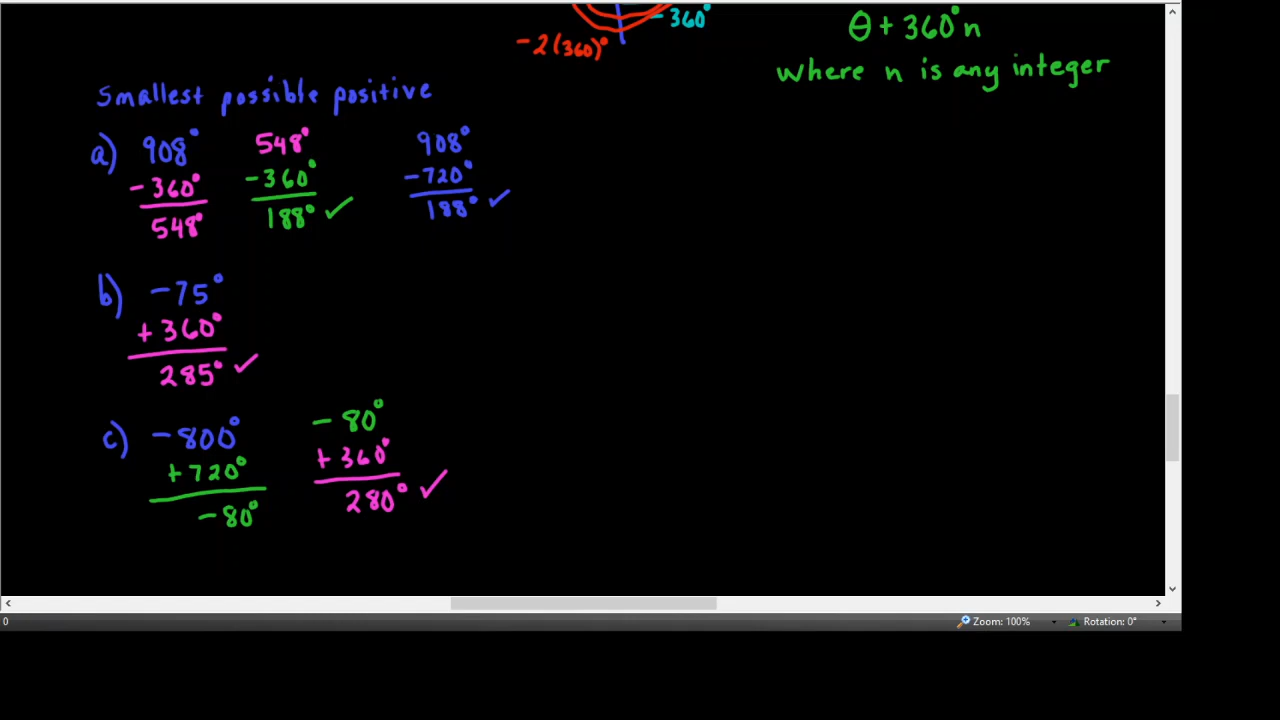 -360°
-2(360)°
θ + 360°n
where n is any integer
Smallest possible positive
a) 908°
-360°
548°
548°
-360°
188° ✓
908°
-720°
188° ✓
b) -75°
+ 360°
285° ✓
c) -800°
+720°
-80°
-80°
+ 360°
280° ✓
0
Zoom: 100%
Rotation: 0°